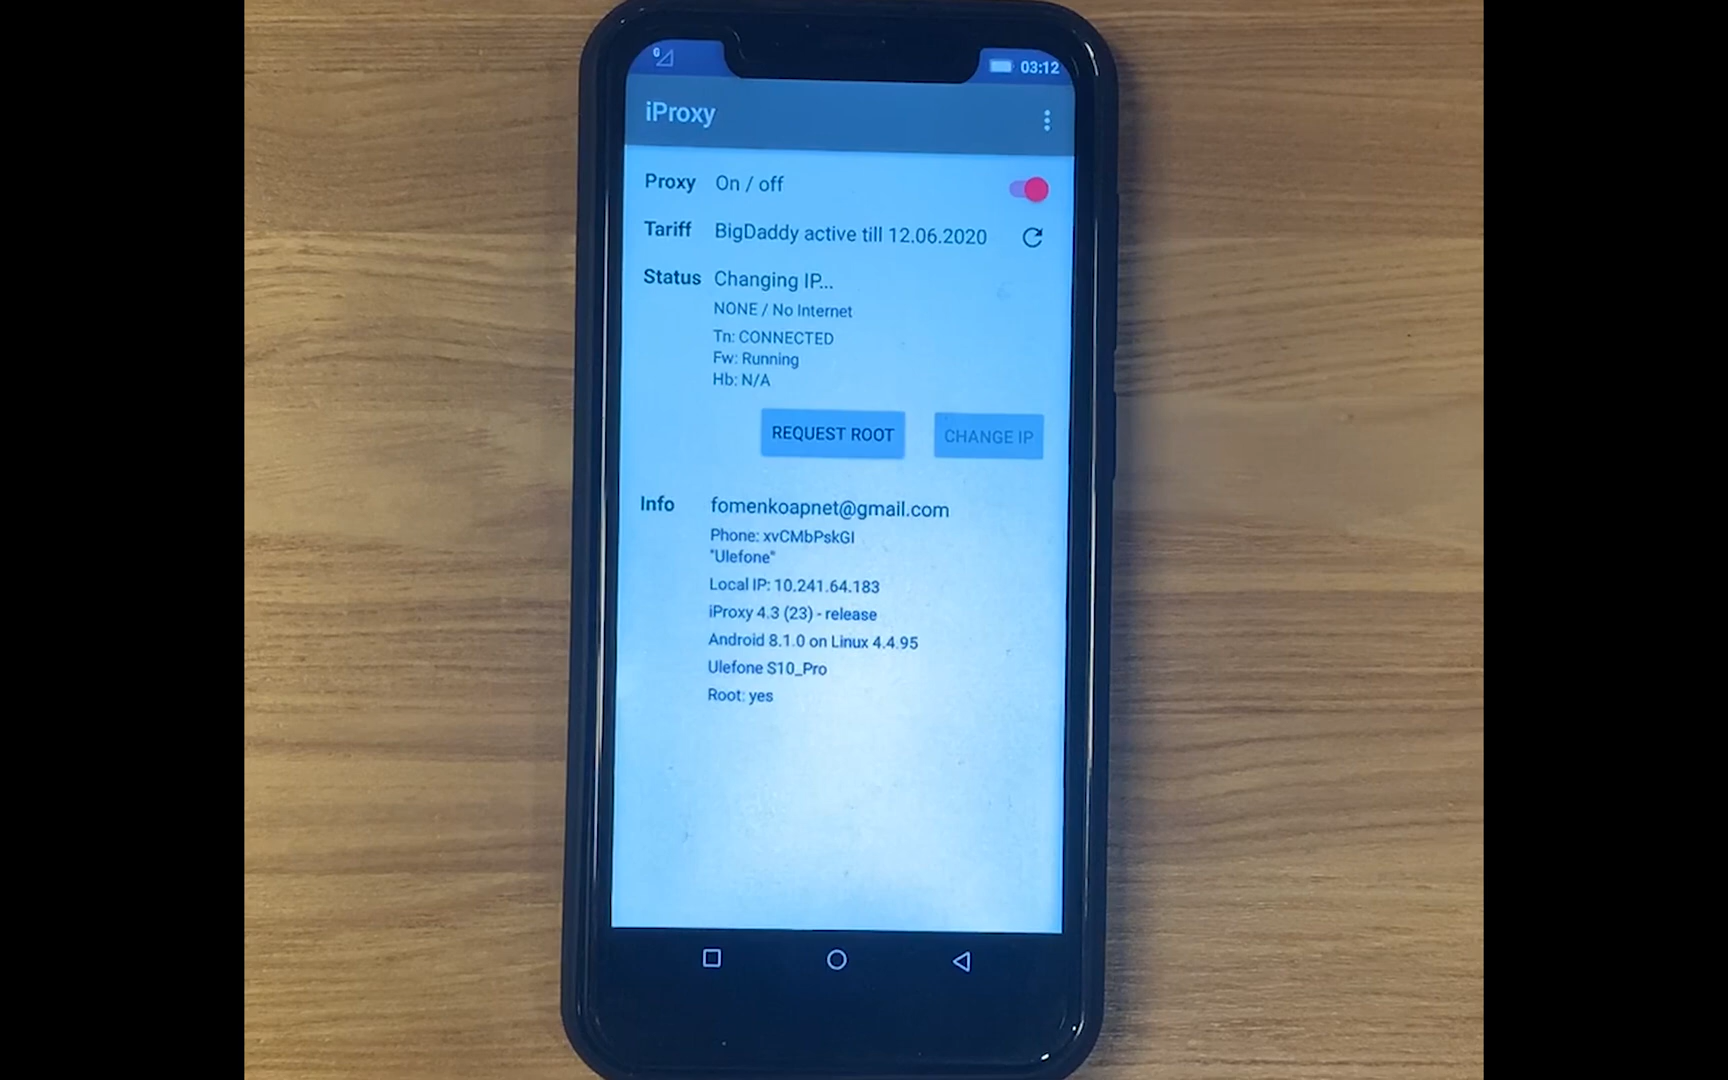 G
03:12
iProxy
Proxy On / off
Tariff BigDaddy active till 12.06.2020
Status Changing IP...
NONE / No Internet
Tn: CONNECTED
Fw: Running
Hb: N/A
REQUEST ROOT CHANGE IP
Info fomenkoapnet@gmail.com
Phone: xvCMbPskGI
"Ulefone"
Local IP: 10.241.64.183
iProxy 4.3 (23) - release
Android 8.1.0 on Linux 4.4.95
Ulefone S10_Pro
Root: yes